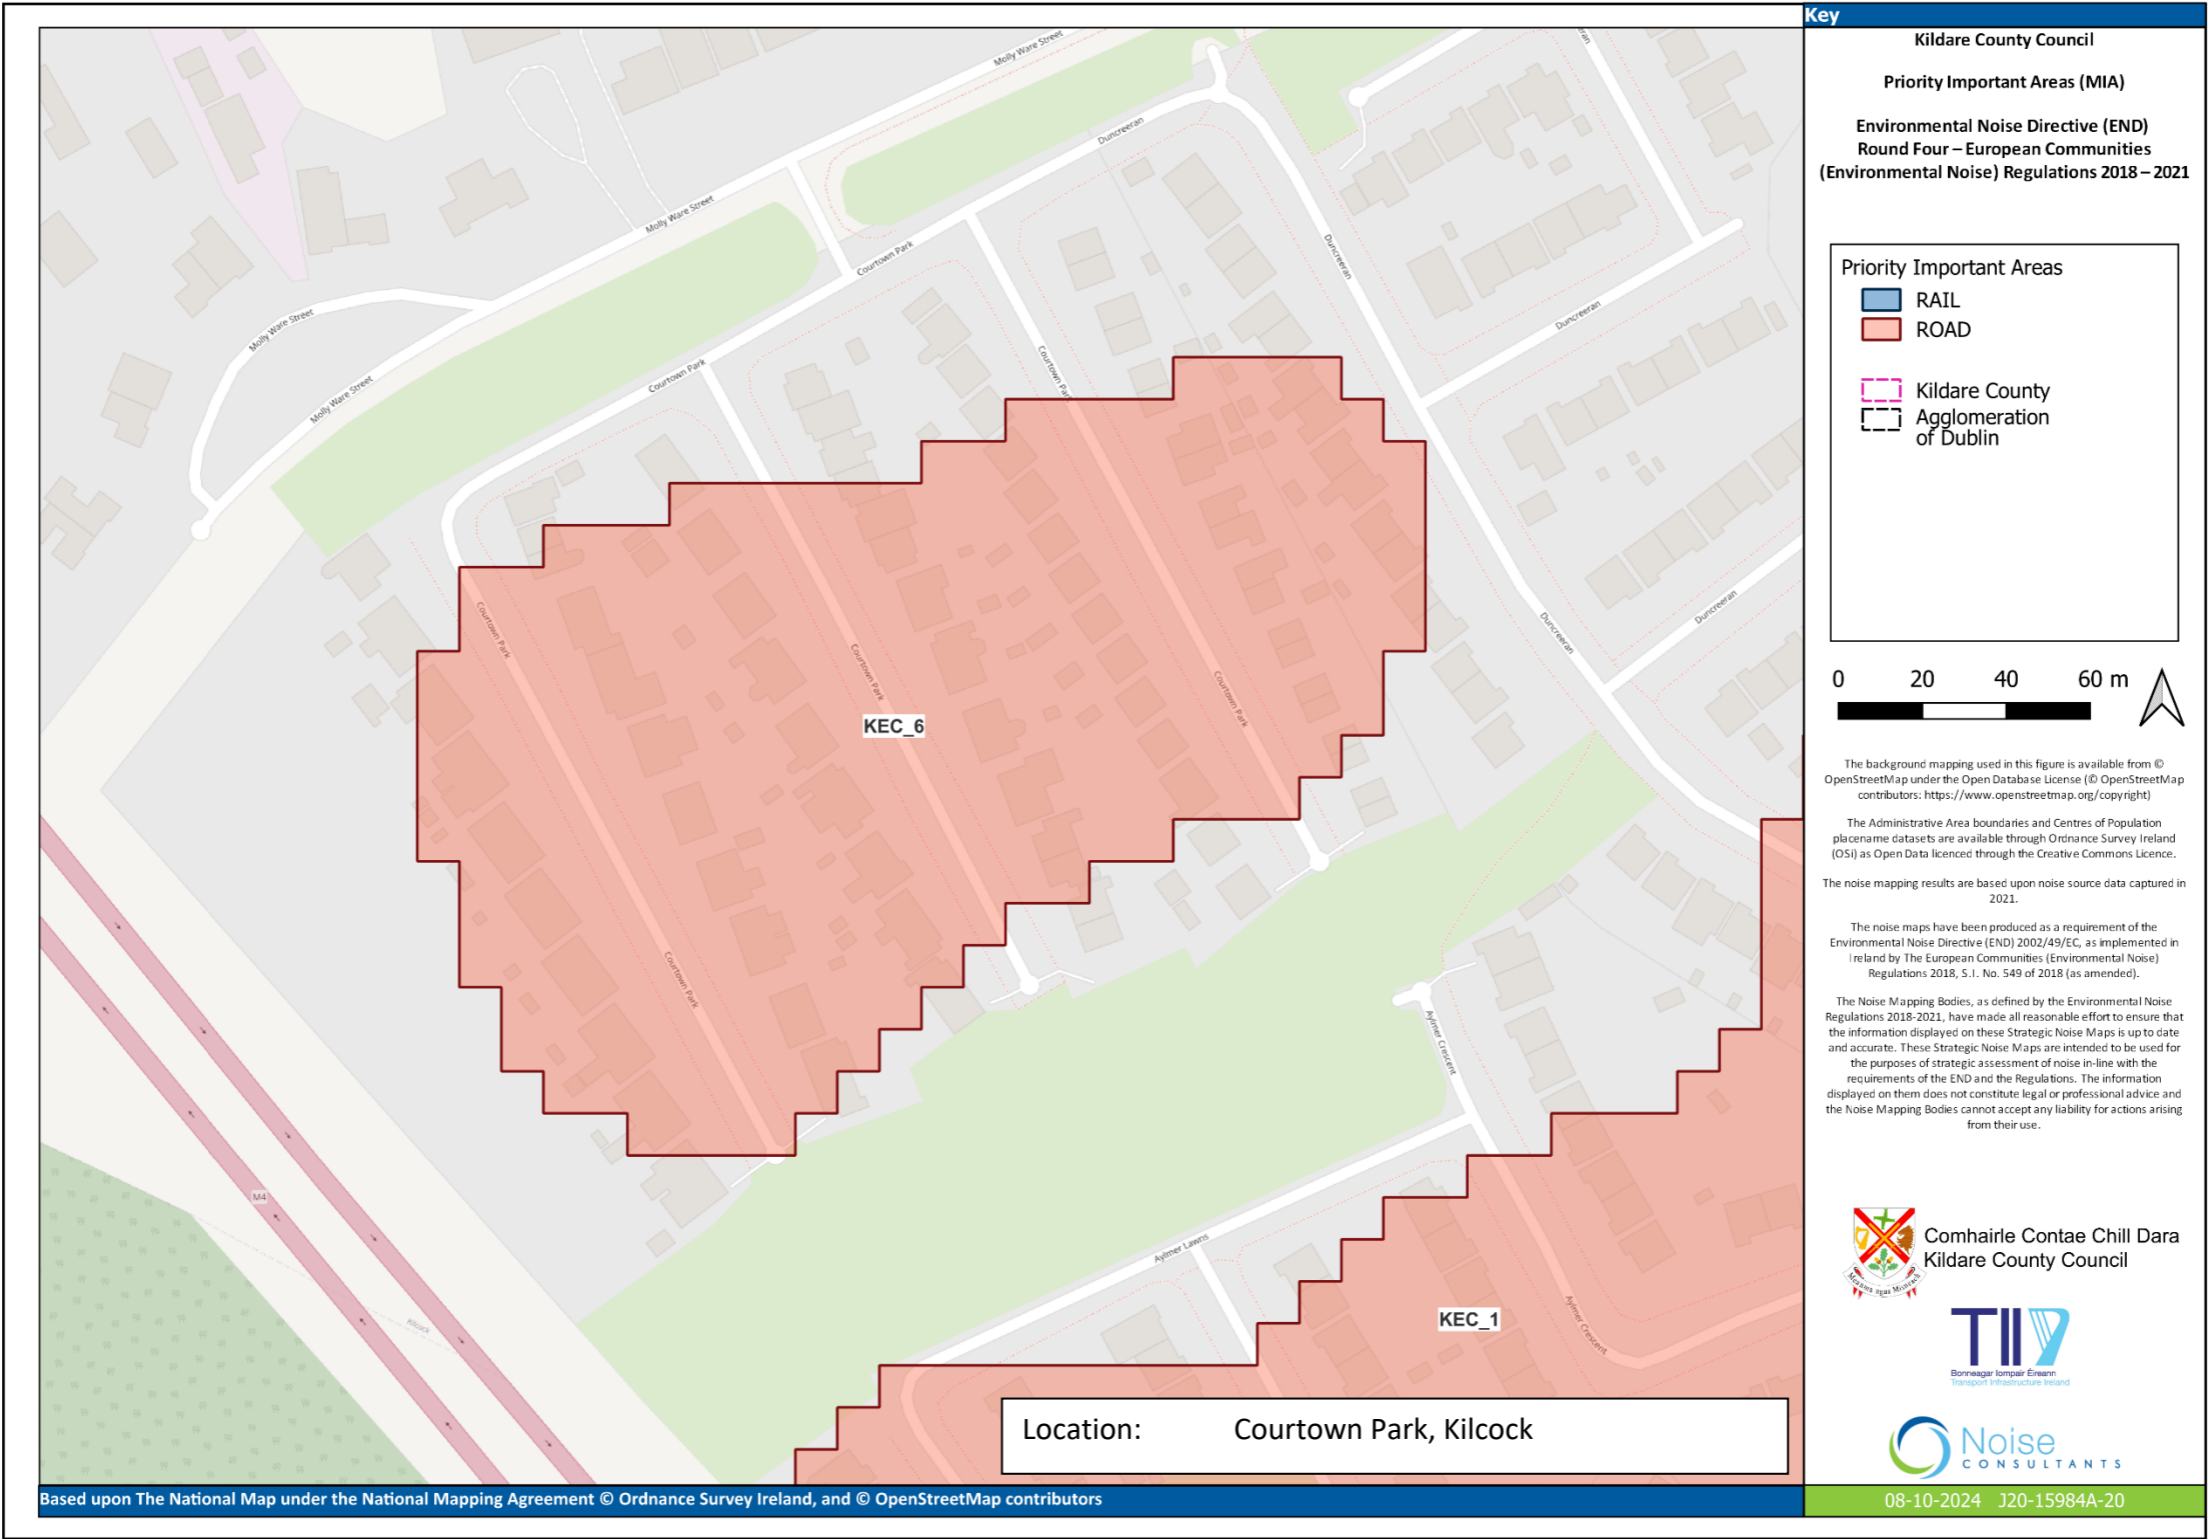 Molly Ware Street
Duncreeran
Duncreeran
Molly Ware Street
Courtown Park
Duncreeran
Molly Ware Street
Duncreeran
Courtown Park
Courtown Park
Molly Ware Street
Courtown Park
Courtown Park
Courtown Park
Duncreeran
Duncreeran
KEC_6
Courtown Park
Aylmer Crescent
M4
Aylmer Lawns
Kilcock
KEC_1
Aylmer Crescent
Location: Courtown Park, Kilcock
Based upon The National Map under the National Mapping Agreement © Ordnance Survey Ireland, and © OpenStreetMap contributors
Key
Kildare County Council
Priority Important Areas (MIA)
Environmental Noise Directive (END)
Round Four – European Communities
(Environmental Noise) Regulations 2018 – 2021
Priority Important Areas
RAIL
ROAD
Kildare County
Agglomeration
of Dublin
0 20 40 60 m
The background mapping used in this figure is available from ©
OpenStreetMap under the Open Database License (© OpenStreetMap
contributors: https://www.openstreetmap.org/copyright)
The Administrative Area boundaries and Centres of Population
placename datasets are available through Ordnance Survey Ireland
(OSi) as Open Data licenced through the Creative Commons Licence.
The noise mapping results are based upon noise source data captured in
2021.
The noise maps have been produced as a requirement of the
Environmental Noise Directive (END) 2002/49/EC, as implemented in
Ireland by The European Communities (Environmental Noise)
Regulations 2018, S.I. No. 549 of 2018 (as amended).
The Noise Mapping Bodies, as defined by the Environmental Noise
Regulations 2018-2021, have made all reasonable effort to ensure that
the information displayed on these Strategic Noise Maps is up to date
and accurate. These Strategic Noise Maps are intended to be used for
the purposes of strategic assessment of noise in-line with the
requirements of the END and the Regulations. The information
displayed on them does not constitute legal or professional advice and
the Noise Mapping Bodies cannot accept any liability for actions arising
from their use.
Comhairle Contae Chill Dara
Kildare County Council
Meanma agus Misneach
TII
Bonneagar Iompair Éireann
Transport Infrastructure Ireland
Noise
CONSULTANTS
08-10-2024 J20-15984A-20